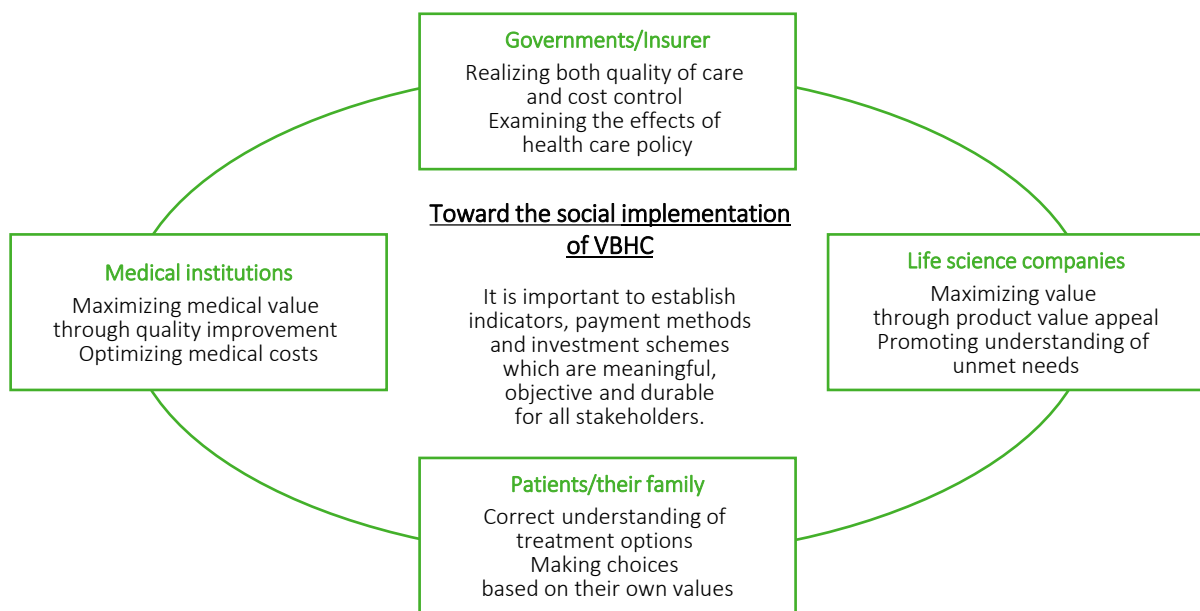 Governments/Insurer
Realizing both quality of care
and cost control
Examining the effects of
health care policy
Toward the social implementation
of VBHC
Medical institutions
Maximizing medical value
through quality improvement
Optimizing medical costs
It is important to establish
indicators, payment methods
and investment schemes
which are meaningful,
objective and durable
for all stakeholders.
Life science companies
Maximizing value
through product value appeal
Promoting understanding of
unmet needs
Patients/their family
Correct understanding of
treatment options
Making choices
based on their own values